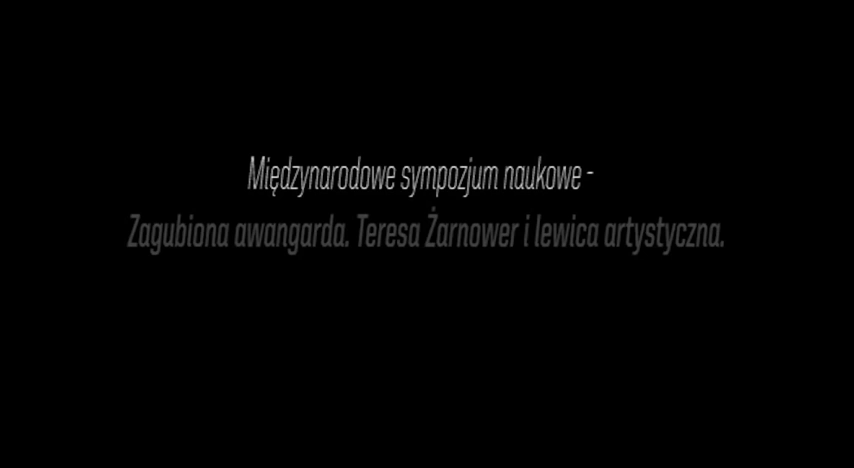 Międzynarodowe sympozjum naukowe -
Zagubiona awangarda. Teresa Żarnower i lewica artystyczna.